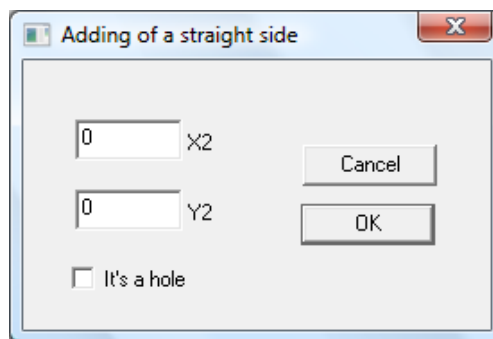 Adding of a straight side
0 X2
Cancel
0 Y2
OK
It's a hole